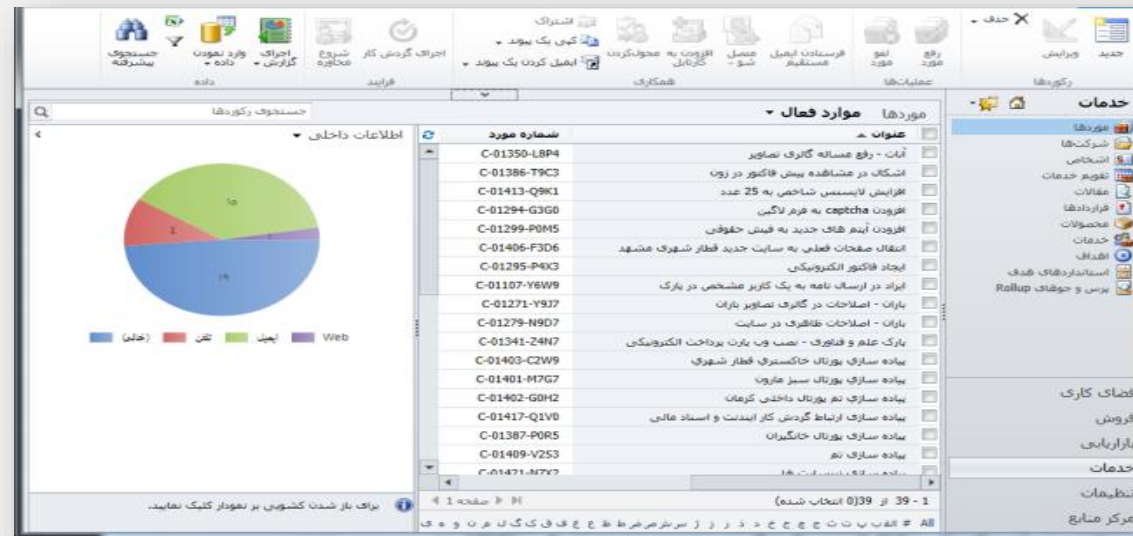 حذف
جدید
ویرایش
رکوردها
رفع مورد
لغو مورد
عملیات‌ها
فرستادن ایمیل مستقیم
متصل شو
افزودن به کارتابل
محول‌کردن
اشتراک
کپی یک پیوند
ایمیل کردن یک پیوند
همکاری
اجرای گردش کار
شروع محاوره
فرایند
اجرای گزارش
وارد نمودن داده
جستجوی پیشرفته
داده
خدمات
موردها
شرکت‌ها
اشخاص
تقویم خدمات
مقالات
قراردادها
محصولات
خدمات
اهداف
استانداردهای هدف
پرس و جوهای Rollup
فضای کاری
فروش
بازاریابی
خدمات
تنظیمات
مرکز منابع
موردها موارد فعال
جستجوی رکوردها
عنوان شماره مورد
آنات - رفع مساله گالری تصاویر C-01350-L8P4
اشکال در مشاهده پیش فاکتور در زون C-01386-T9C3
افزایش لایسنس شاخص به 25 عدد C-01413-Q9K1
افزودن captcha به فرم لاگین C-01294-G3G0
افزودن آیتم های جدید به فیش حقوقی C-01299-P0M5
انتقال صفحات فعلی به سایت جدید قطار شهری مشهد C-01406-F3D6
ایجاد فاکتور الکترونیکی C-01295-P4X3
ایراد در ارسال نامه به یک کاربر مشخص در پارک C-01107-Y6W9
باران - اصلاحات در گالری تصاویر باران C-01271-Y9J7
باران - اصلاحات ظاهری در سایت C-01279-N9D7
پارک علم و فناوری - نصب وب پارت پرداخت الکترونیکی C-01341-Z4N7
پیاده سازی پورتال خاکستری قطار شهری C-01403-C2W9
پیاده سازی پورتال سبز مارون C-01401-M7G7
پیاده سازی تم پورتال داخلی کرمان C-01402-G0H2
پیاده سازی ارتباط گردش کار ایندنت و اسناد مالی C-01417-Q1V0
پیاده سازی پورتال خانگیران C-01387-P0R5
پیاده سازی تم C-01409-V2S3
1 - 39 از 39(0 انتخاب شده)
صفحه 1
All # الف ب پ ت ث ج چ ح خ د ذ ر ز ژ س ش ص ض ط ظ ع غ ف ق ک گ ل م ن و ه ی
اطلاعات داخلی
(خالی) تلفن ایمیل Web
برای باز شدن کشویی بر نمودار کلیک نمایید.